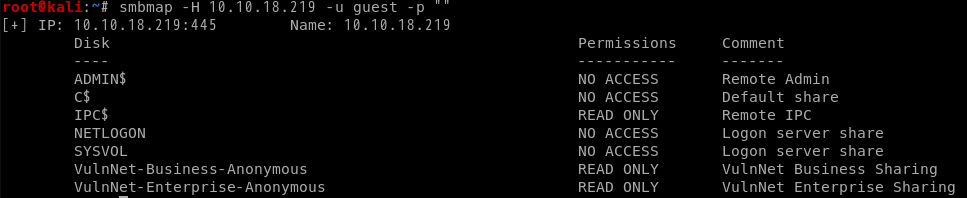 root@kali:~# smbmap -H 10.10.18.219 -u guest -p ""
[+] IP: 10.10.18.219:445 Name: 10.10.18.219
Disk Permissions Comment
---- ----------- -------
ADMIN$ NO ACCESS Remote Admin
C$ NO ACCESS Default share
IPC$ READ ONLY Remote IPC
NETLOGON NO ACCESS Logon server share
SYSVOL NO ACCESS Logon server share
VulnNet-Business-Anonymous READ ONLY VulnNet Business Sharing
VulnNet-Enterprise-Anonymous READ ONLY VulnNet Enterprise Sharing